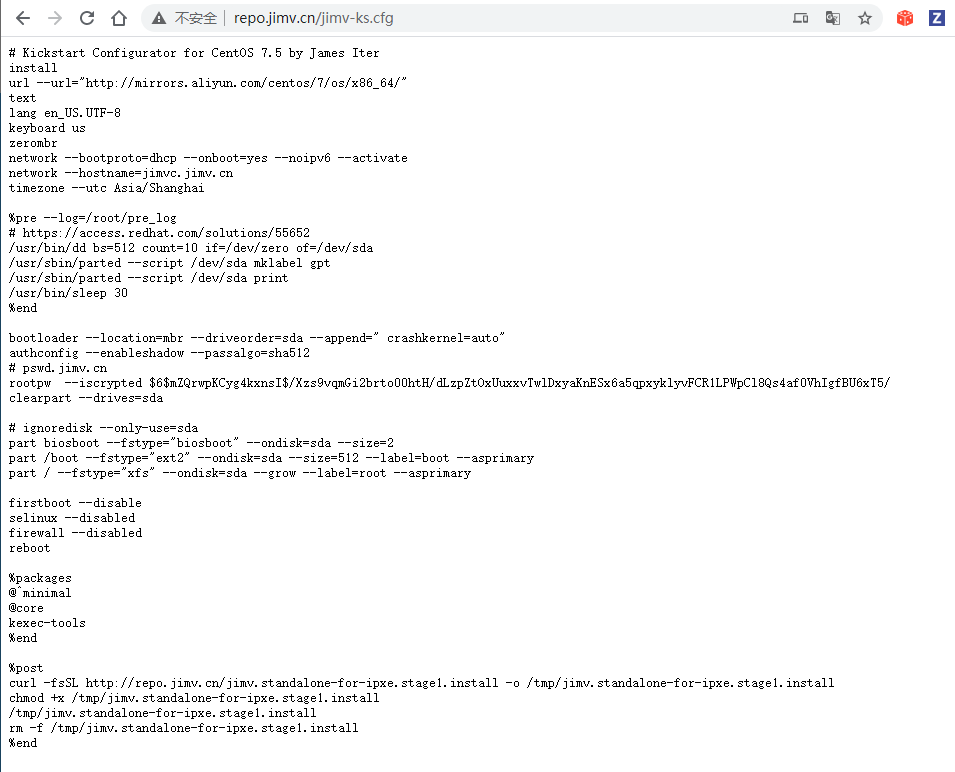 不安全 repo.jimv.cn/jimv-ks.cfg Z
# Kickstart Configurator for CentOS 7.5 by James Iter
install
url --url="http://mirrors.aliyun.com/centos/7/os/x86_64/"
text
lang en_US.UTF-8
keyboard us
zerombr
network --bootproto=dhcp --onboot=yes --noipv6 --activate
network --hostname=jimvc.jimv.cn
timezone --utc Asia/Shanghai
%pre --log=/root/pre_log
# https://access.redhat.com/solutions/55652
/usr/bin/dd bs=512 count=10 if=/dev/zero of=/dev/sda
/usr/sbin/parted --script /dev/sda mklabel gpt
/usr/sbin/parted --script /dev/sda print
/usr/bin/sleep 30
%end
bootloader --location=mbr --driveorder=sda --append=" crashkernel=auto"
authconfig --enableshadow --passalgo=sha512
# pswd.jimv.cn
rootpw  --iscrypted
clearpart --drives=sda
# ignoredisk --only-use=sda
part biosboot --fstype="biosboot" --ondisk=sda --size=2
part /boot --fstype="ext2" --ondisk=sda --size=512 --label=boot --asprimary
part / --fstype="xfs" --ondisk=sda --grow --label=root --asprimary
firstboot --disable
selinux --disabled
firewall --disabled
reboot
%packages
@^minimal
@core
kexec-tools
%end
%post
curl -fsSL http://repo.jimv.cn/jimv.standalone-for-ipxe.stage1.install -o /tmp/jimv.standalone-for-ipxe.stage1.install
chmod +x /tmp/jimv.standalone-for-ipxe.stage1.install
/tmp/jimv.standalone-for-ipxe.stage1.install
rm -f /tmp/jimv.standalone-for-ipxe.stage1.install
%end